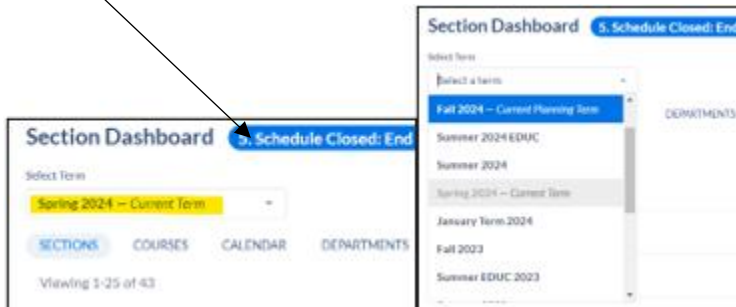 Section Dashboard 5. Schedule Closed: End
Select Term
Spring 2024 — Current Term
SECTIONS COURSES CALENDAR DEPARTMENTS
Viewing 1-25 of 43
Section Dashboard 5. Schedule Closed: End
Select Term
Select a term
Fall 2024 — Current Planning Term
DEPARTMENTS
Summer 2024 EDUC
Summer 2024
Spring 2024 — Current Term
January Term 2024
Fall 2023
Summer EDUC 2023